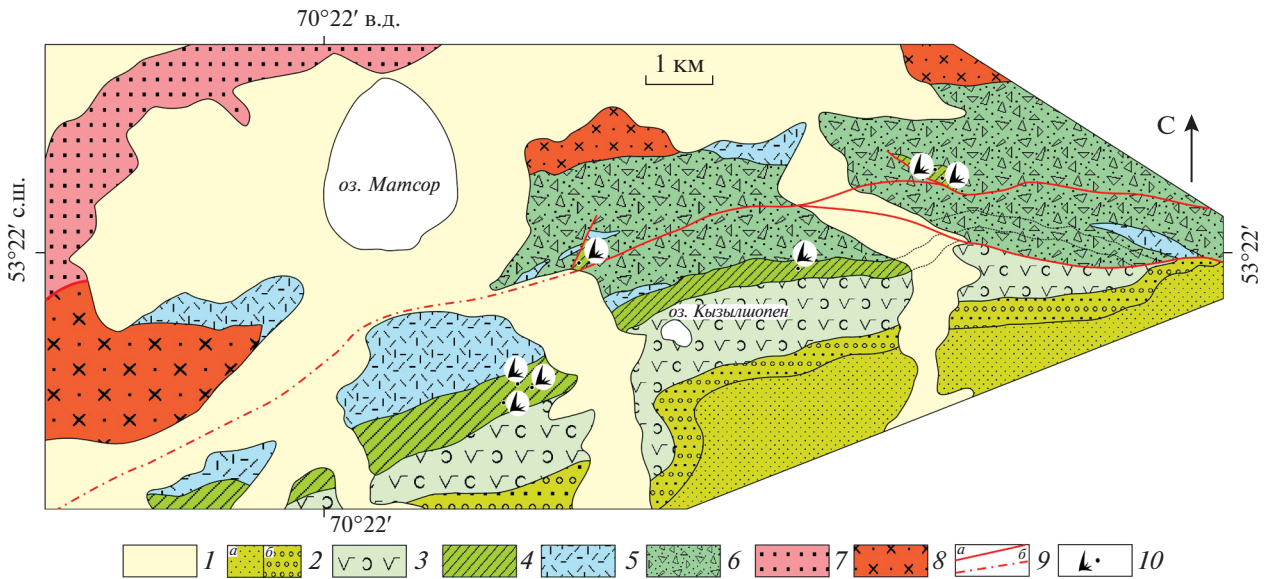 70°22′ в.д.
1 км
С
оз. Матсор
53°22′ с.ш.
53°22′
оз. Кызылшопен
70°22′
1
а
б
2
3
4
5
6
7
8
а
б
9
10